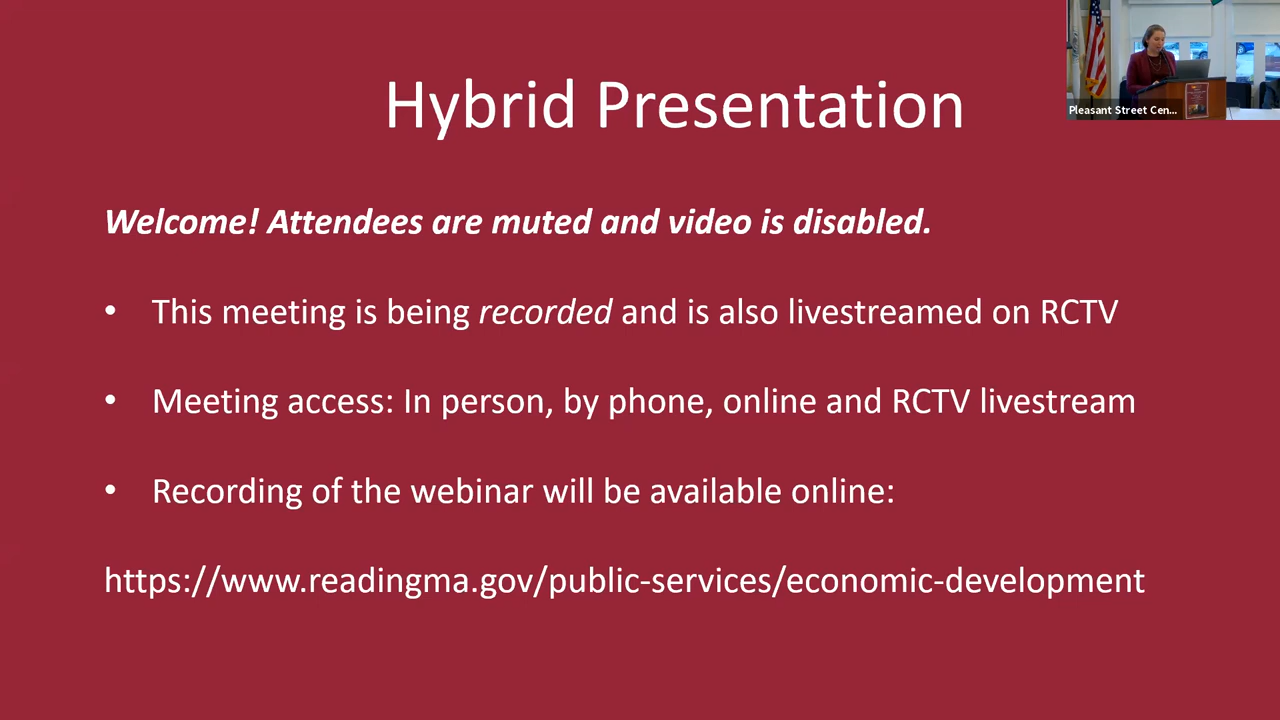 Hybrid Presentation
Pleasant Street Cen...
Welcome! Attendees are muted and video is disabled.
• This meeting is being recorded and is also livestreamed on RCTV
• Meeting access: In person, by phone, online and RCTV livestream
• Recording of the webinar will be available online:
https://www.readingma.gov/public-services/economic-development